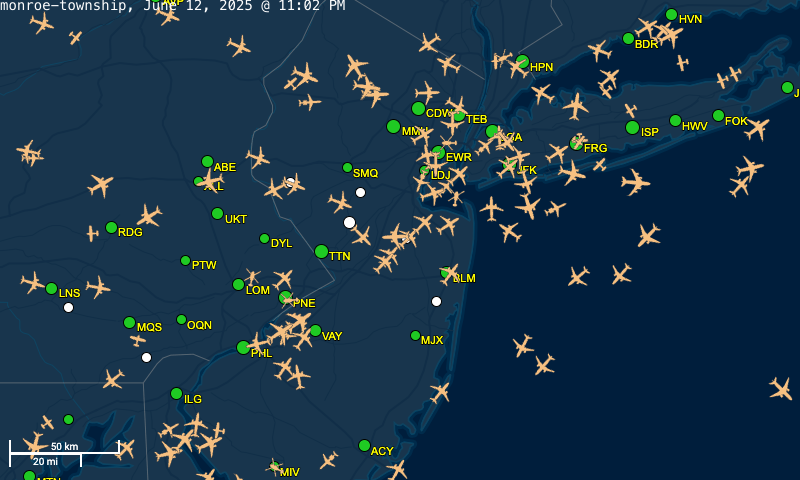 monroe-township, June 12, 2025 @ 11:02 PM
HVN
BDR
HPN
CDW
TEB
FOK
HWV
ISP
MMU
FRG
EWR
ABE
SMQ
LDJ
UKT
RDG
DYL
TTN
PTW
BLM
LOM
LNS
PNE
MQS
OQN
VAY
MJX
PHL
ILG
ACY
50 km
20 mi
MIV